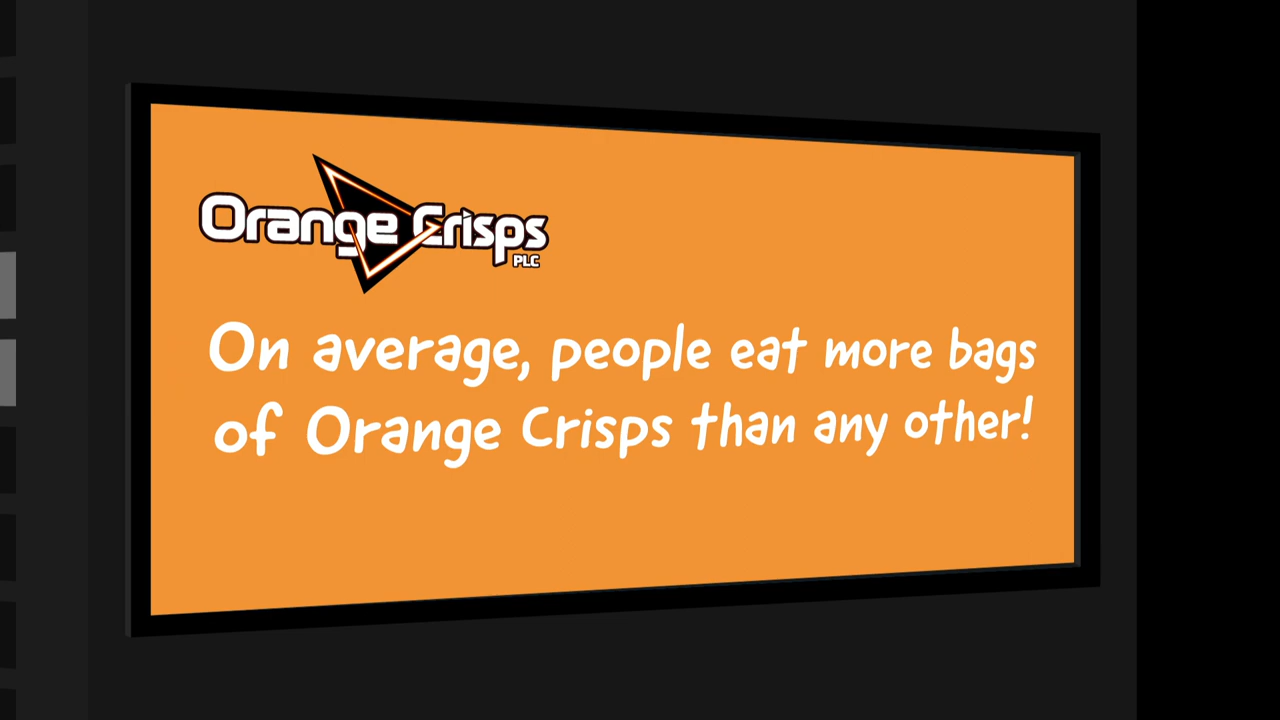 Orange Crisps
PLC
On average, people eat more bags
of Orange Crisps than any other!